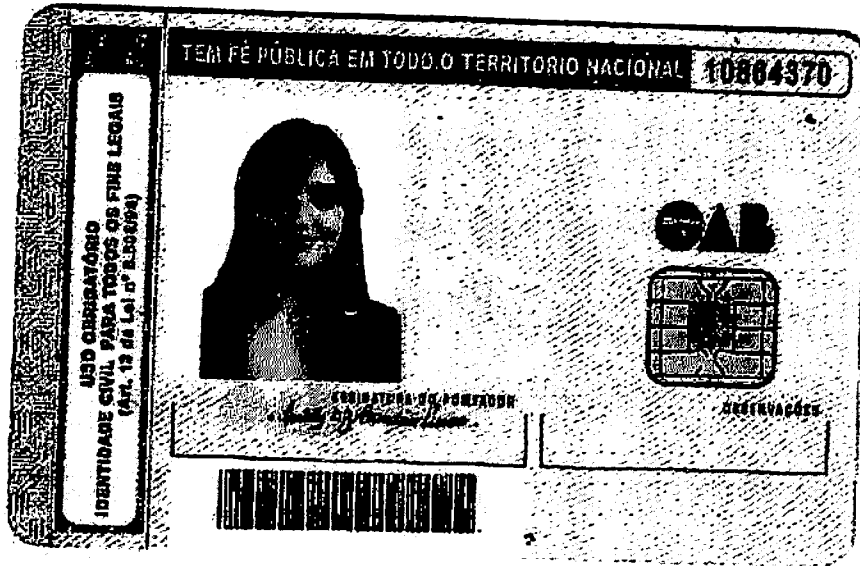 TEM FÉ PÚBLICA EM TODO O TERRITORIO NACIONAL
10864370
USO OBRIGATÓRIO
IDENTIDADE CIVIL PARA TODOS OS FINS LEGAIS
(Art. 13 da Lei nº 8.906/94)
OAB
ASSINATURA DO PORTADOR
OBSERVAÇÕES